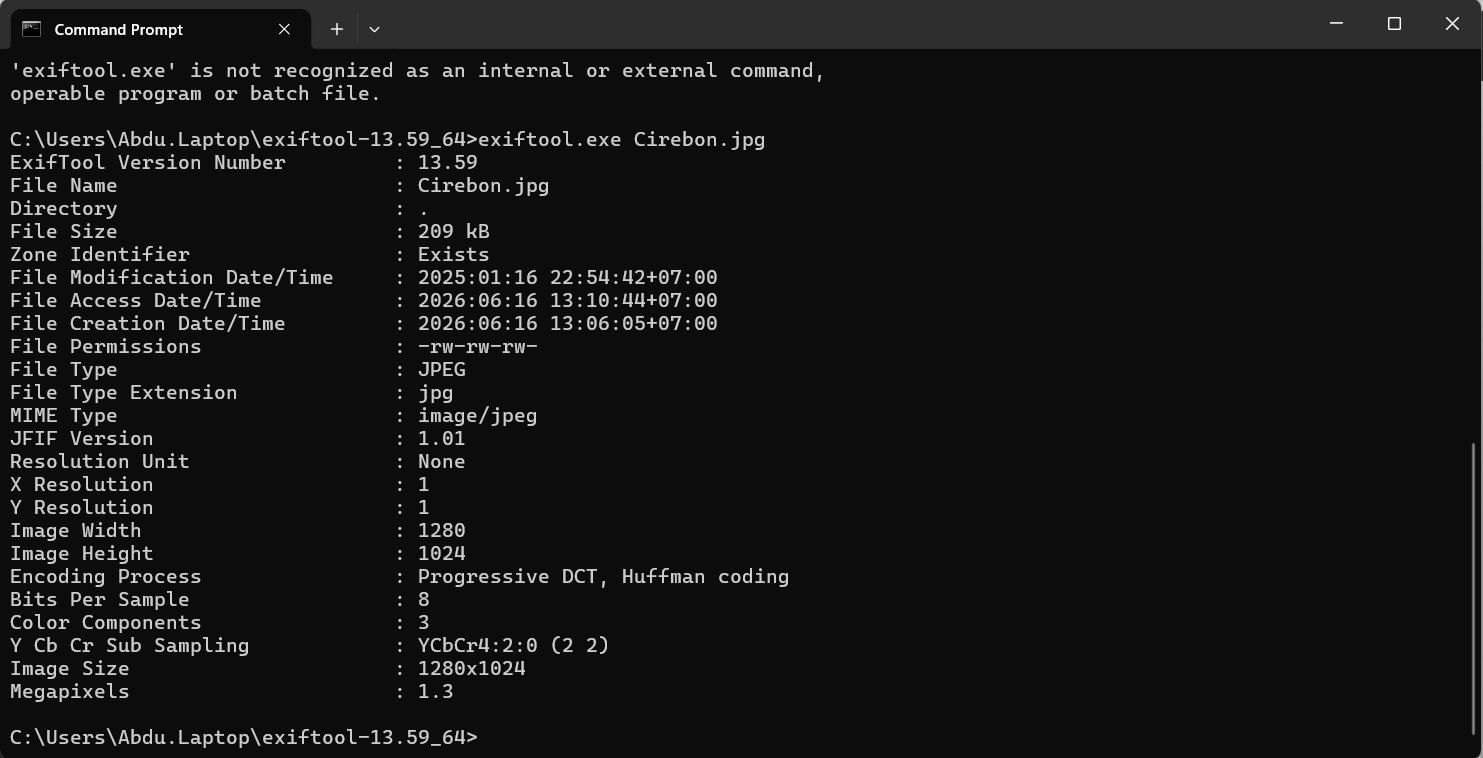 Command Prompt
'exiftool.exe' is not recognized as an internal or external command,
operable program or batch file.
C:\Users\Abdu.Laptop\exiftool-13.59_64>exiftool.exe Cirebon.jpg
ExifTool Version Number         : 13.59
File Name                       : Cirebon.jpg
Directory                       : .
File Size                       : 209 kB
Zone Identifier                 : Exists
File Modification Date/Time     : 2025:01:16 22:54:42+07:00
File Access Date/Time           : 2026:06:16 13:10:44+07:00
File Creation Date/Time         : 2026:06:16 13:06:05+07:00
File Permissions                : -rw-rw-rw-
File Type                       : JPEG
File Type Extension             : jpg
MIME Type                       : image/jpeg
JFIF Version                    : 1.01
Resolution Unit                 : None
X Resolution                    : 1
Y Resolution                    : 1
Image Width                     : 1280
Image Height                    : 1024
Encoding Process                : Progressive DCT, Huffman coding
Bits Per Sample                 : 8
Color Components                : 3
Y Cb Cr Sub Sampling            : YCbCr4:2:0 (2 2)
Image Size                      : 1280x1024
Megapixels                      : 1.3
C:\Users\Abdu.Laptop\exiftool-13.59_64>